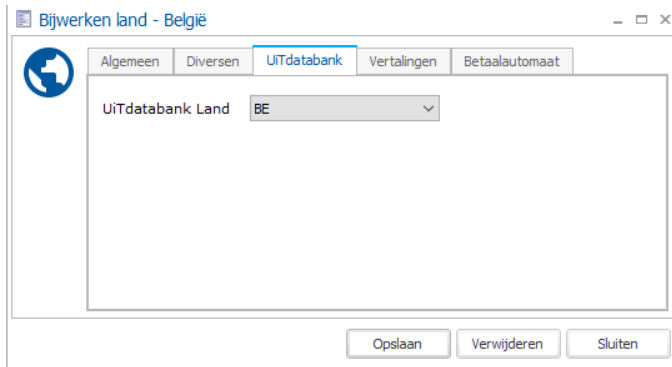 Bijwerken land - België
Algemeen Diversen UiTdatabank Vertalingen Betaalautomaat
UiTdatabank Land BE
Opslaan Verwijderen Sluiten